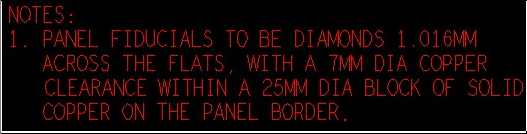 NOTES:
1. PANEL FIDUCIALS TO BE DIAMONDS 1.016MM
ACROSS THE FLATS, WITH A 7MM DIA COPPER
CLEARANCE WITHIN A 25MM DIA BLOCK OF SOLID
COPPER ON THE PANEL BORDER.